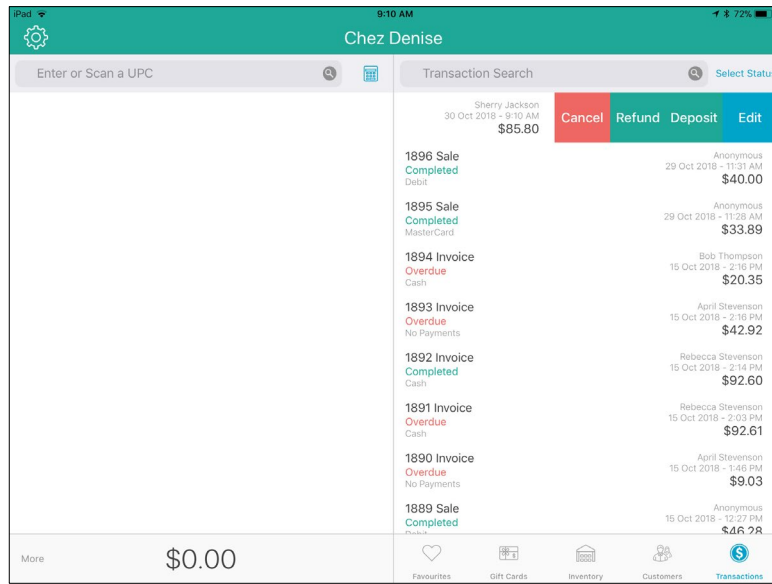 iPad 9:10 AM 72%
Chez Denise
Enter or Scan a UPC
Transaction Search Select Statu
Sherry Jackson
30 Oct 2018 - 9:10 AM
$85.80
Cancel Refund Deposit Edit
1896 Sale Anonymous
Completed 29 Oct 2018 - 11:31 AM
Debit $40.00
1895 Sale Anonymous
Completed 29 Oct 2018 - 11:28 AM
MasterCard $33.89
1894 Invoice Bob Thompson
Overdue 15 Oct 2018 - 2:16 PM
Cash $20.35
1893 Invoice April Stevenson
Overdue 15 Oct 2018 - 2:16 PM
No Payments $42.92
1892 Invoice Rebecca Stevenson
Completed 15 Oct 2018 - 2:14 PM
Cash $92.60
1891 Invoice Rebecca Stevenson
Overdue 15 Oct 2018 - 2:03 PM
Cash $92.61
1890 Invoice April Stevenson
Overdue 15 Oct 2018 - 1:46 PM
No Payments $9.03
1889 Sale Anonymous
Completed 15 Oct 2018 - 12:27 PM
Debit $46.28
More $0.00
Favourites Gift Cards Inventory Customers Transactions